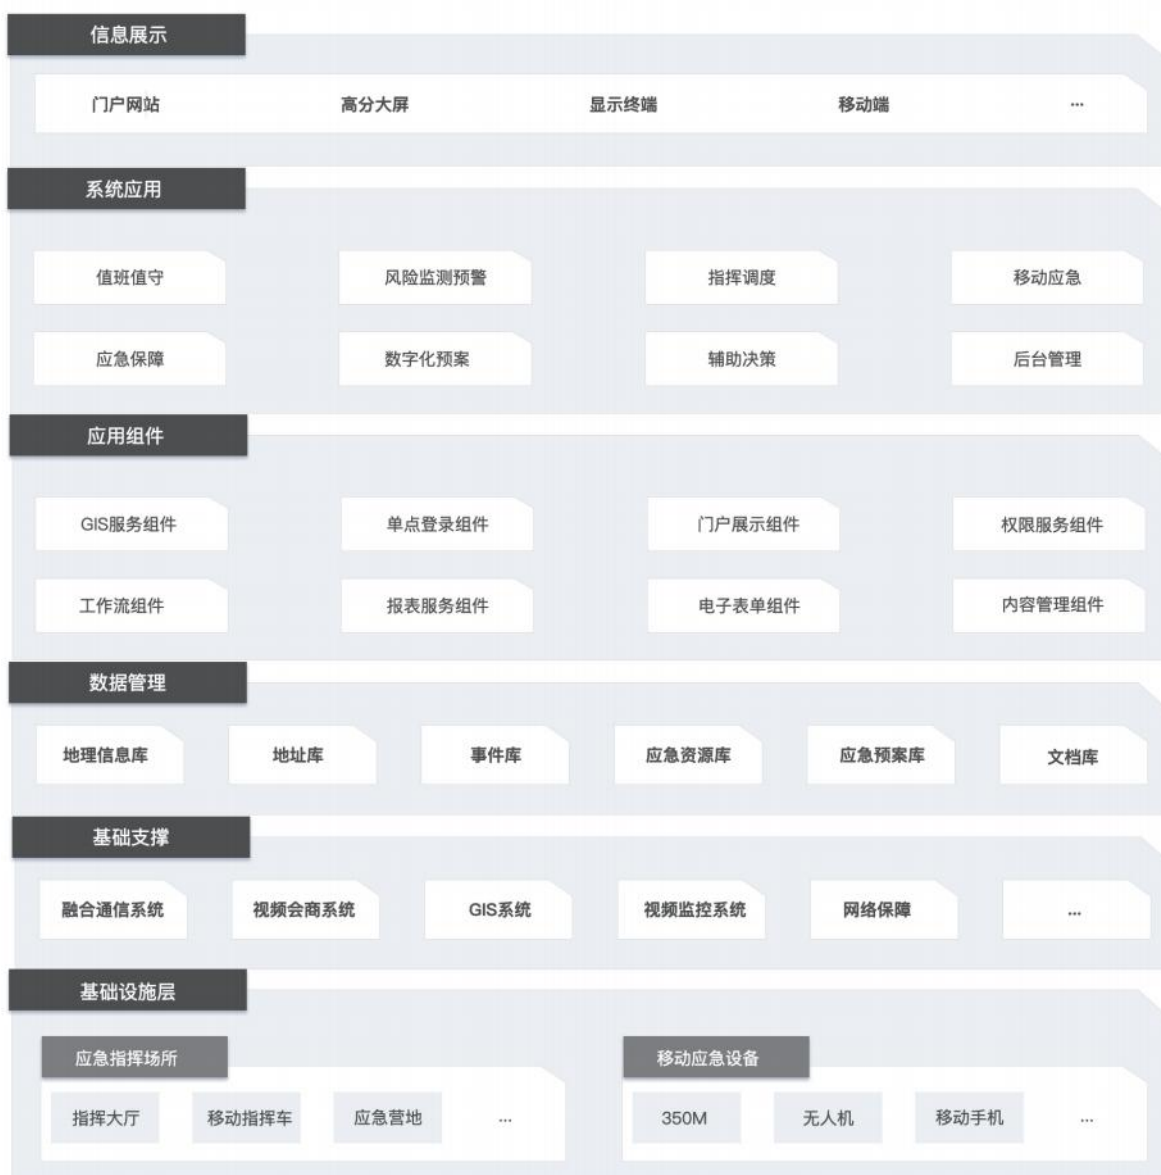 信息展示
门户网站 高分大屏 显示终端 移动端 ...
系统应用
值班值守 风险监测预警 指挥调度 移动应急
应急保障 数字化预案 辅助决策 后台管理
应用组件
GIS服务组件 单点登录组件 门户展示组件 权限服务组件
工作流组件 报表服务组件 电子表单组件 内容管理组件
数据管理
地理信息库 地址库 事件库 应急资源库 应急预案库 文档库
基础支撑
融合通信系统 视频会商系统 GIS系统 视频监控系统 网络保障 ...
基础设施层
应急指挥场所 移动应急设备
指挥大厅 移动指挥车 应急营地 ... 350M 无人机 移动手机 ...